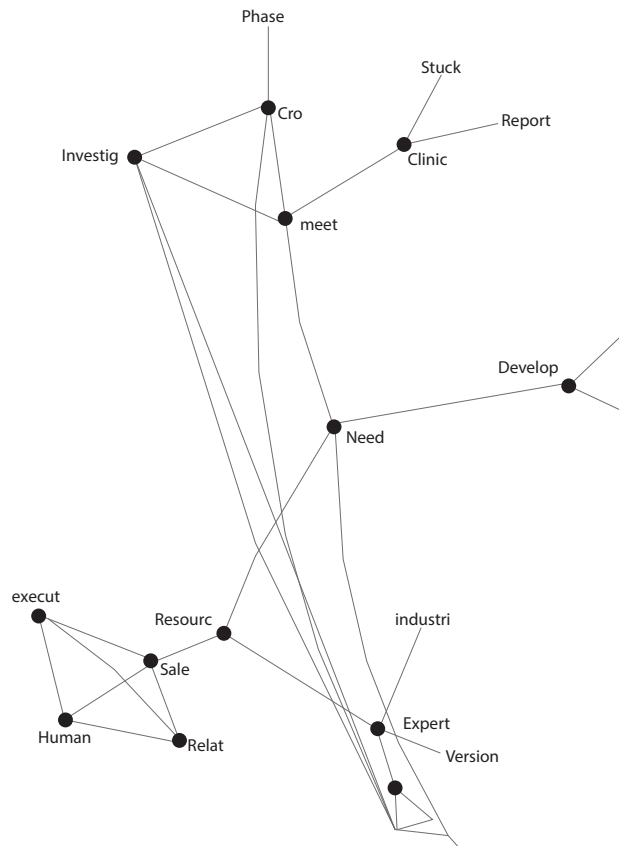 Phase
Stuck
Cro
Report
Investig
Clinic
meet
Develop
Need
execut
Resourc
industri
Sale
Expert
Human
Relat
Version